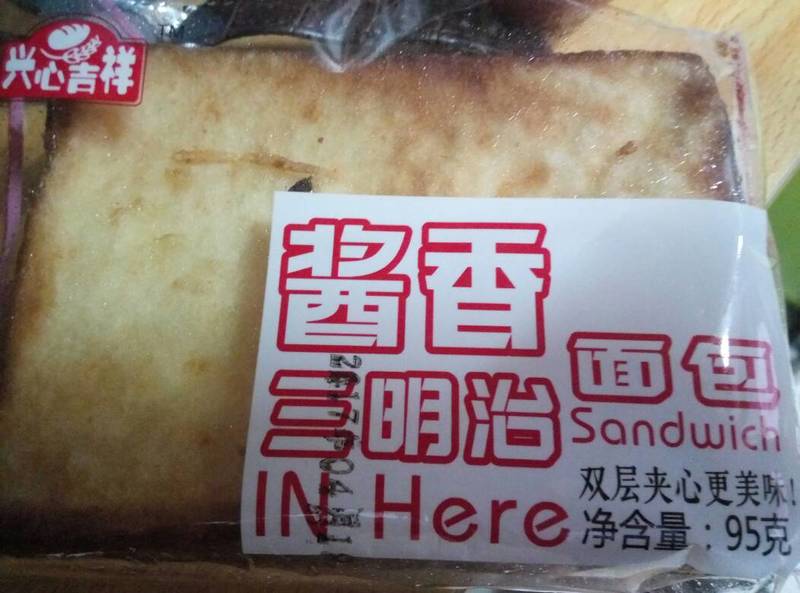 兴心吉祥
酱香
三明治
面包
Sandwich
IN Here
双层夹心更美味!
净含量:95克